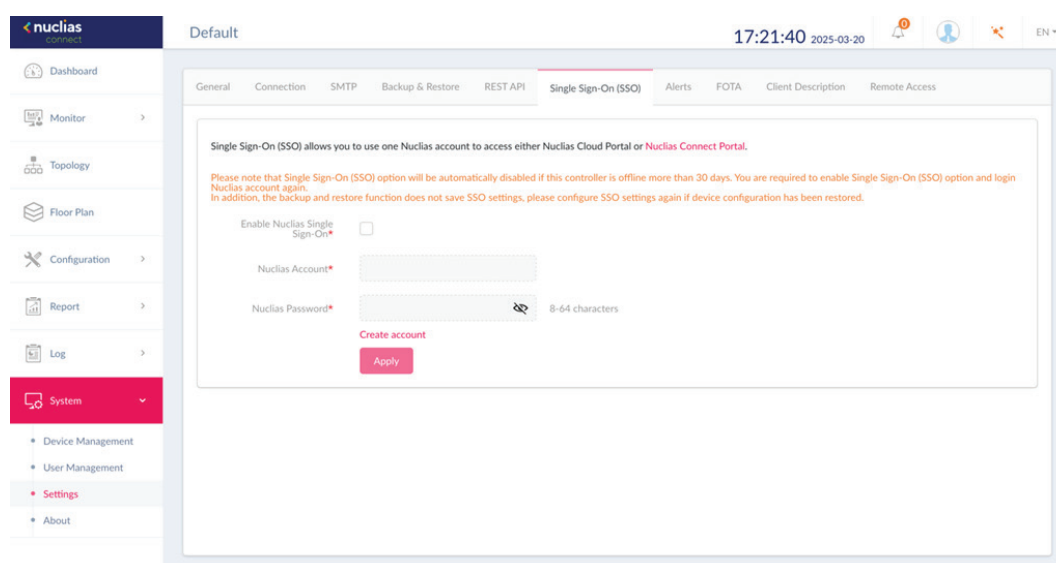 nuclias
connect
Default
17:21:40 2025-03-20
0
EN
Dashboard
Monitor
Topology
Floor Plan
Configuration
Report
Log
System
Device Management
User Management
Settings
About
General Connection SMTP Backup & Restore REST API Single Sign-On (SSO) Alerts FOTA Client Description Remote Access
Single Sign-On (SSO) allows you to use one Nuclias account to access either Nuclias Cloud Portal or Nuclias Connect Portal.
Please note that Single Sign-On (SSO) option will be automatically disabled if this controller is offline more than 30 days. You are required to enable Single Sign-On (SSO) option and login
Nuclias account again.
In addition, the backup and restore function does not save SSO settings, please configure SSO settings again if device configuration has been restored.
Enable Nuclias Single
Sign-On*
Nuclias Account*
Nuclias Password*
8-64 characters
Create account
Apply